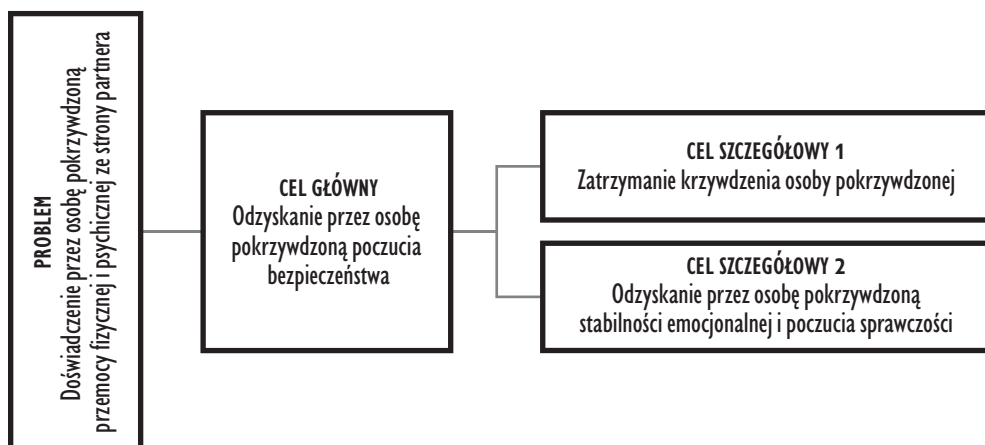 PROBLEM
Doświadczenie przez osobę pokrzywdzoną
przemocy fizycznej i psychicznej ze strony partnera
CEL GŁÓWNY
Odzyskanie przez osobę
pokrzywdzoną poczucia
bezpieczeństwa
CEL SZCZEGÓŁOWY 1
Zatrzymanie krzywdzenia osoby pokrzywdzonej
CEL SZCZEGÓŁOWY 2
Odzyskanie przez osobę pokrzywdzoną
stabilności emocjonalnej i poczucia sprawczości